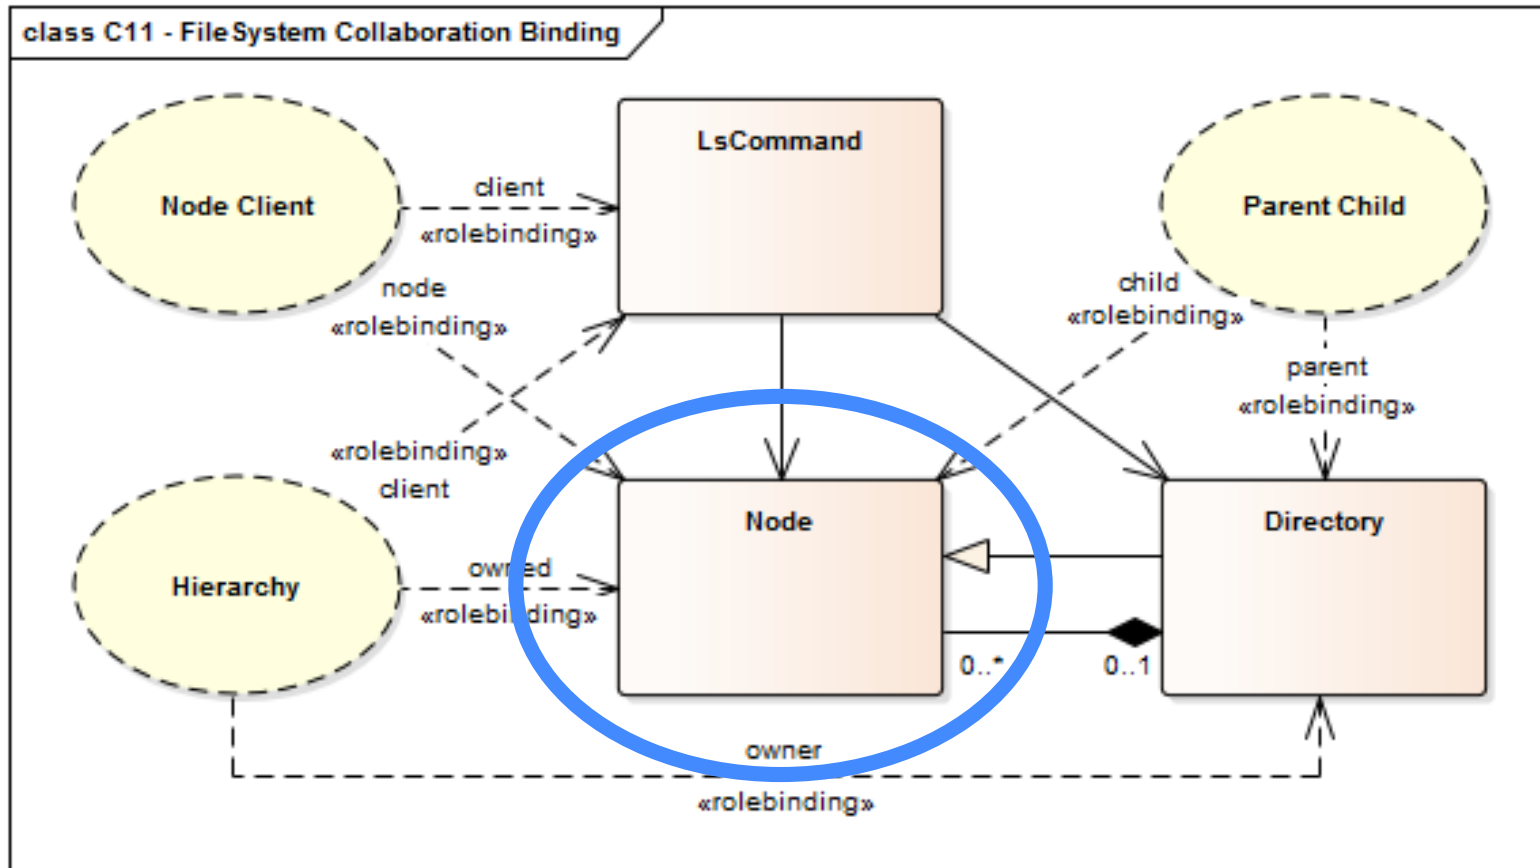 class C11 - FileSystem Collaboration Binding
LsCommand
Node Client
Parent Child
client
«rolebinding»
node
«rolebinding»
child
«rolebinding»
parent
«rolebinding»
«rolebinding»
client
Node
Directory
owned
«rolebinding»
Hierarchy
0..*
0..1
owner
«rolebinding»